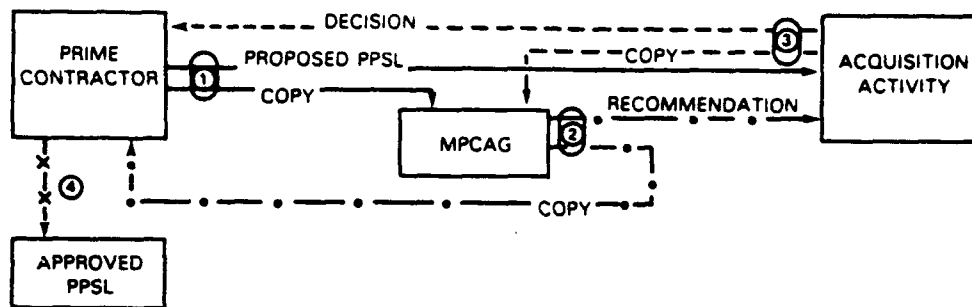 DECISION
PRIME
CONTRACTOR
PROPOSED PPSL
COPY
ACQUISITION
ACTIVITY
1
3
COPY
RECOMMENDATION
MPCAG
2
4
COPY
APPROVED
PPSL